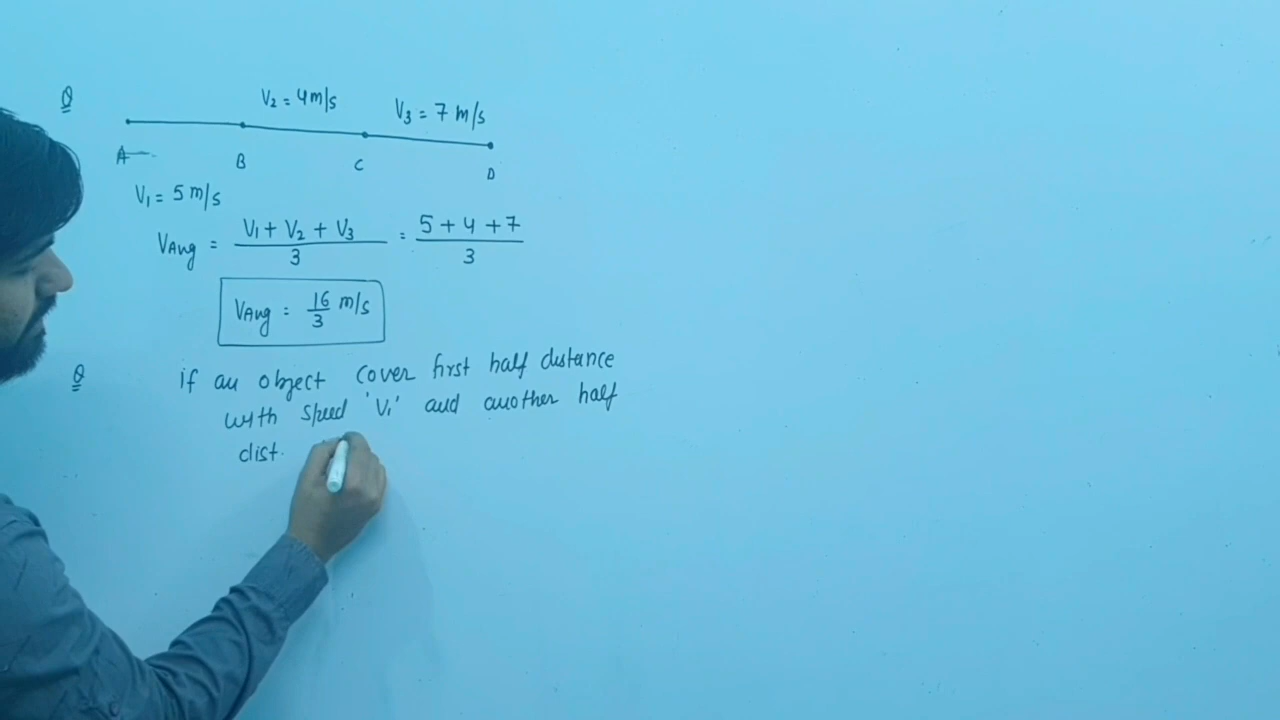 Q
V2 = 4m/s
V3 = 7 m/s
A
B
C
D
V1 = 5 m/s
VAvg = V1 + V2 + V3 / 3 = 5 + 4 + 7 / 3
VAvg = 16/3 m/s
Q if an object cover first half distance
with speed 'V1' and another half
dist.